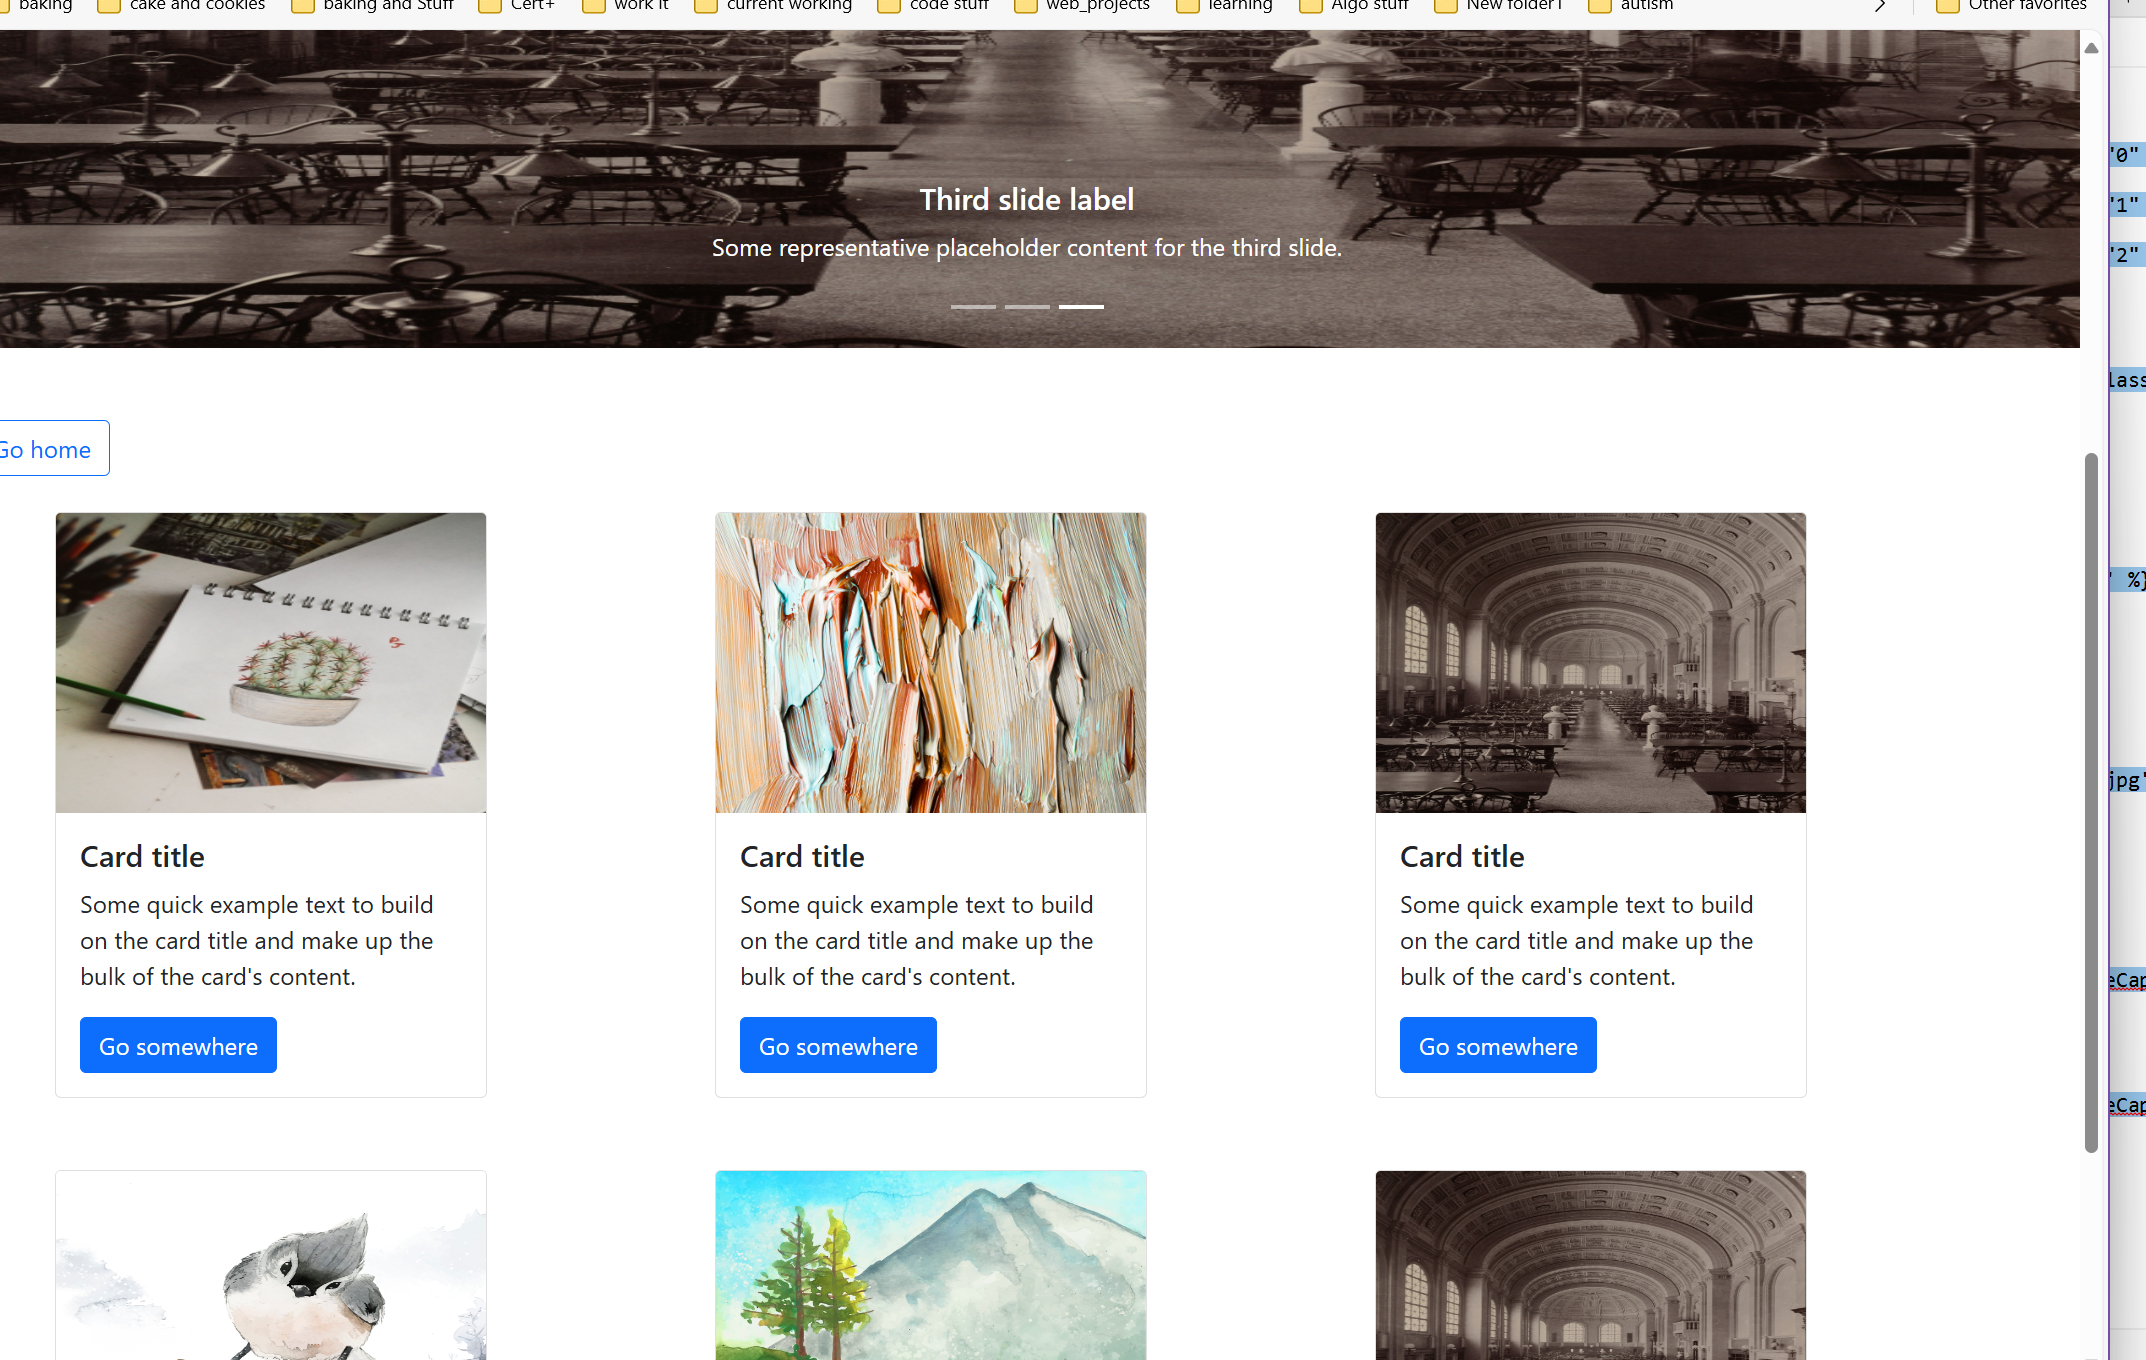 baking cake and cookies baking and Stuff Cert+ work it current working code stuff web_projects learning Algo stuff New folder1 autism Other favorites
"0"
Third slide label
"1"
Some representative placeholder content for the third slide.
"2"
lass
Go home
' %}
jpg'
Card title Card title Card title
Some quick example text to build Some quick example text to build Some quick example text to build
on the card title and make up the on the card title and make up the on the card title and make up the
bulk of the card's content. bulk of the card's content. bulk of the card's content.
eCap
Go somewhere Go somewhere Go somewhere
eCap